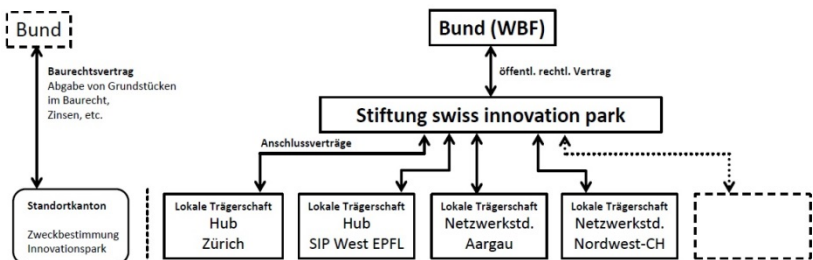 Bund
Bund (WBF)
Baurechtsvertrag
Abgabe von Grundstücken
im Baurecht,
Zinsen, etc.
öffentl. rechtl. Vertrag
Stiftung swiss innovation park
Anschlussverträge
Standortkanton
Zweckbestimmung
Innovationspark
Lokale Trägerschaft
Hub
Zürich
Lokale Trägerschaft
Hub
SIP West EPFL
Lokale Trägerschaft
Netzwerkstd.
Aargau
Lokale Trägerschaft
Netzwerkstd.
Nordwest-CH